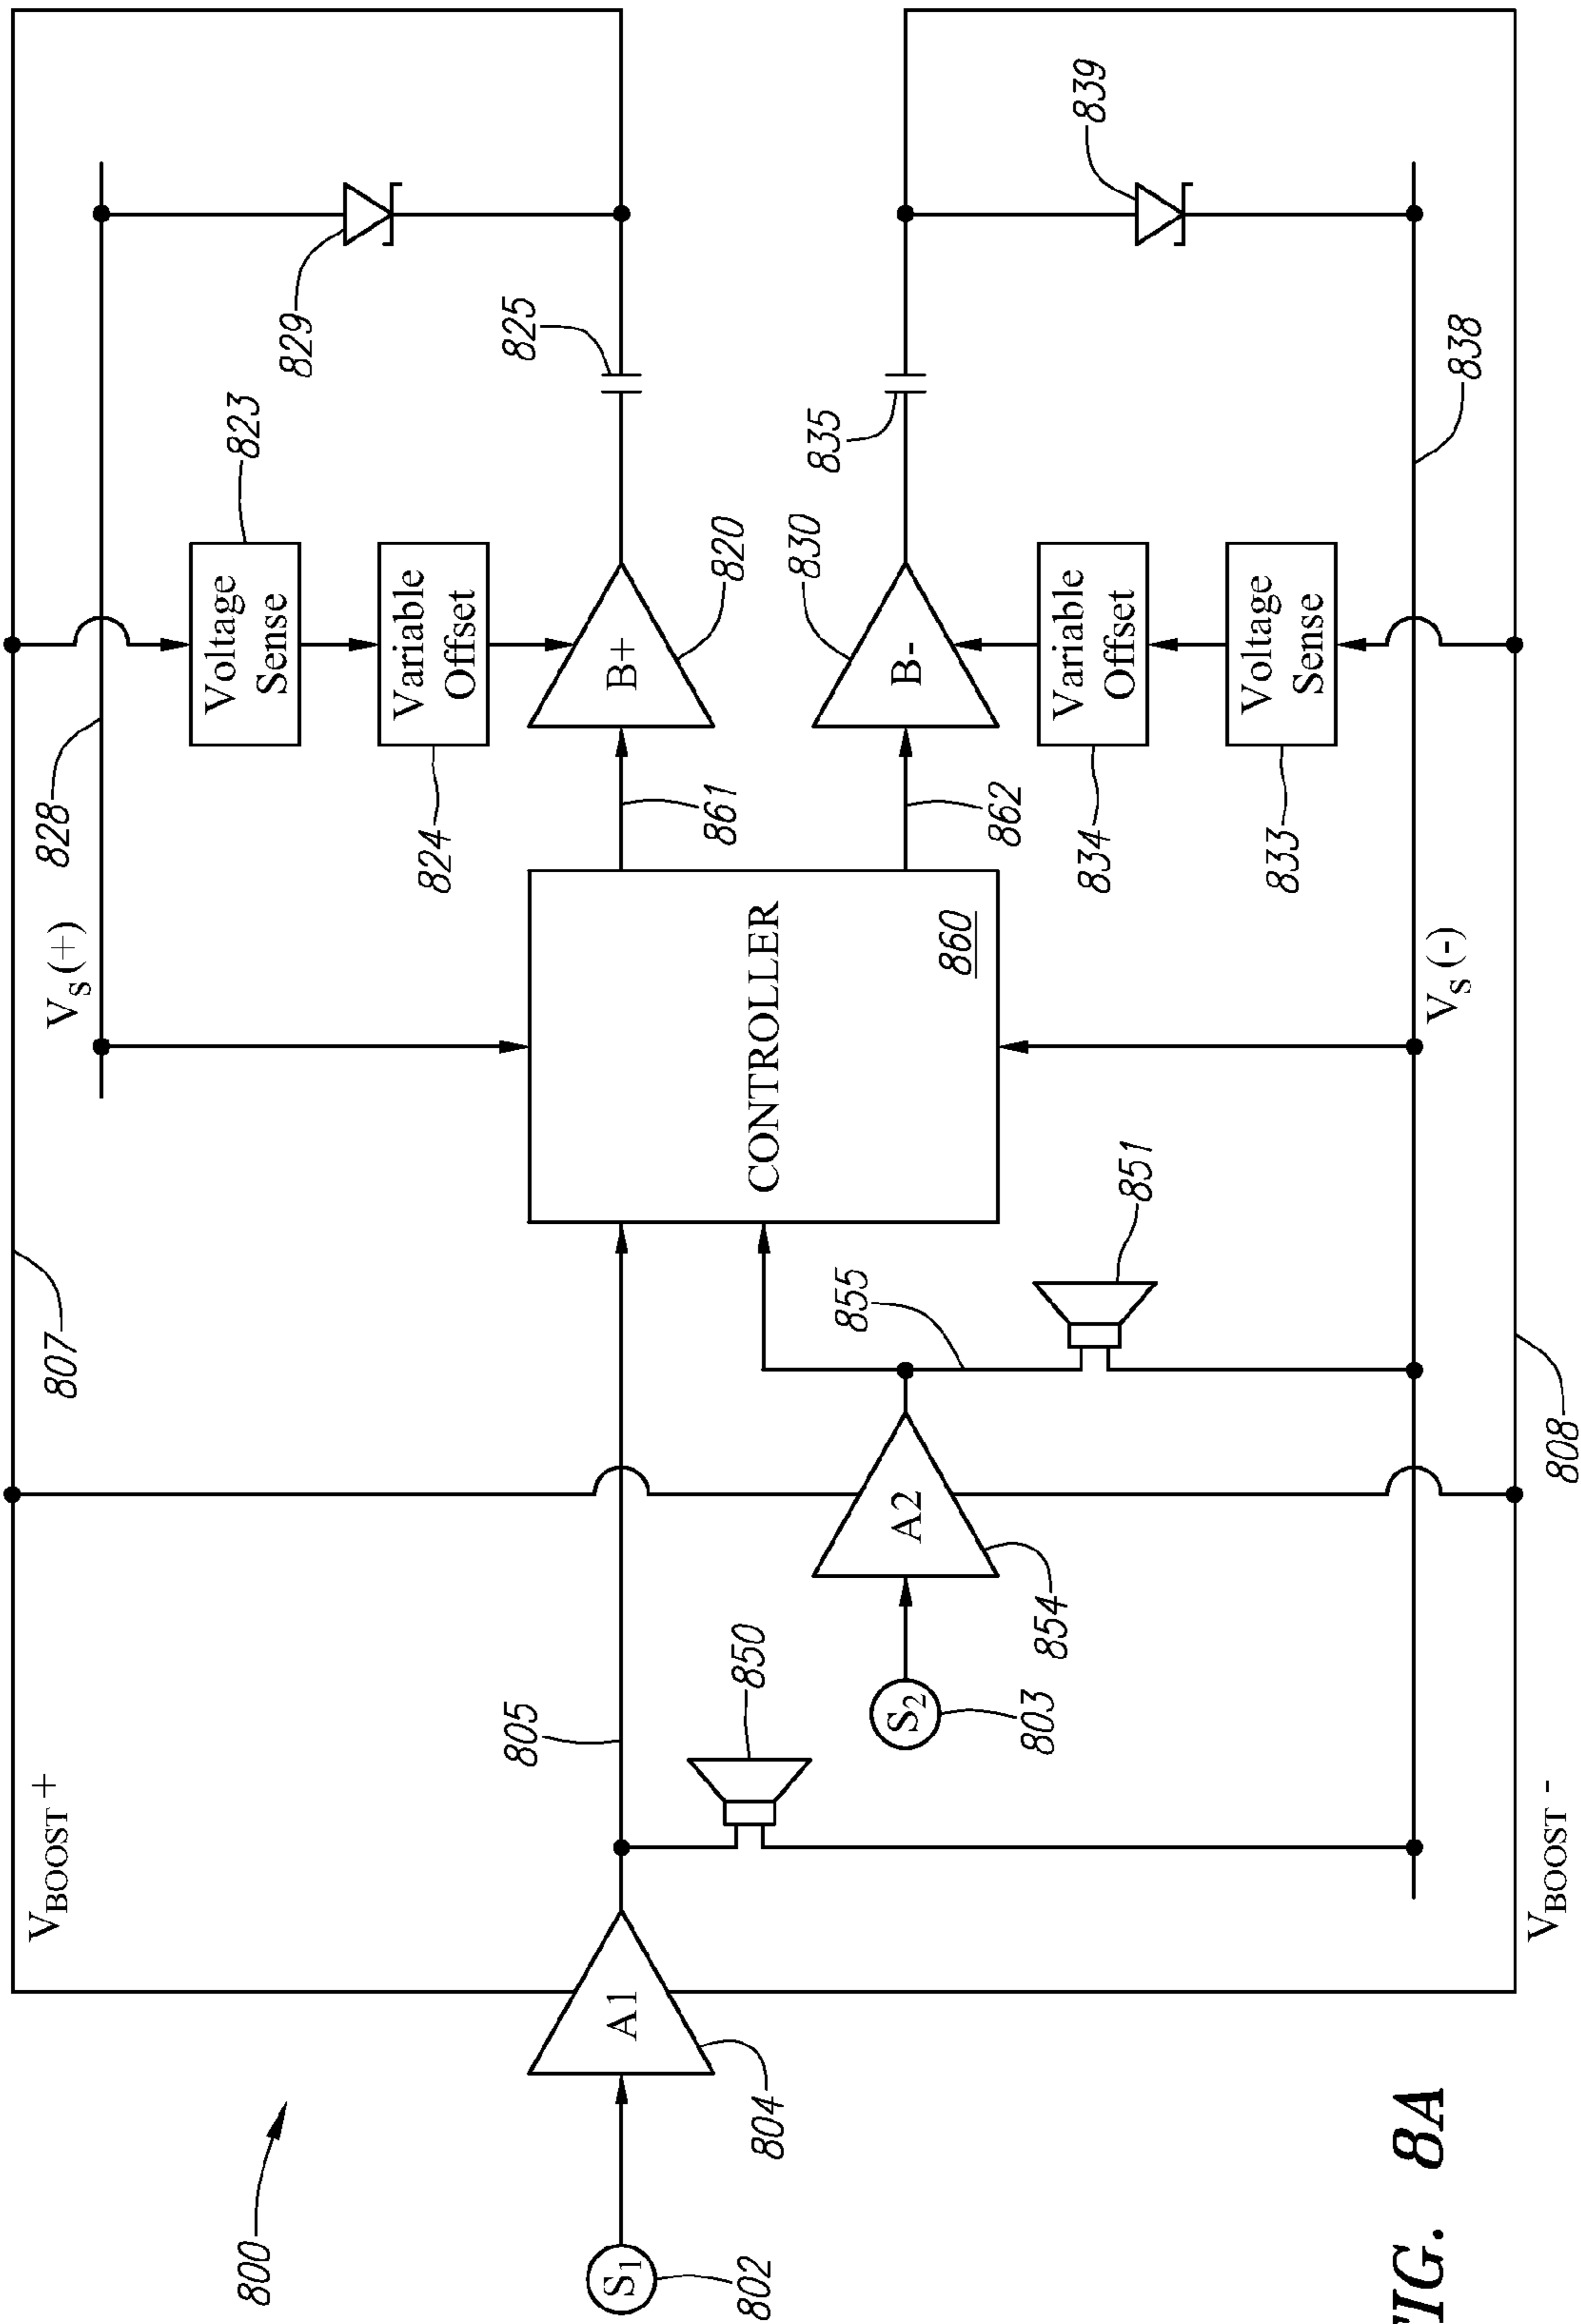 800
S1
802
A1
804
VBOOST+
807
805
850
S2
803
A2
854
855
851
CONTROLLER
860
VS(+)
828
Voltage
Sense
823
Variable
Offset
824
B+
820
861
825
829
B-
830
862
835
839
Variable
Offset
834
Voltage
Sense
833
838
VS(-)
808
VBOOST-
FIG. 8A